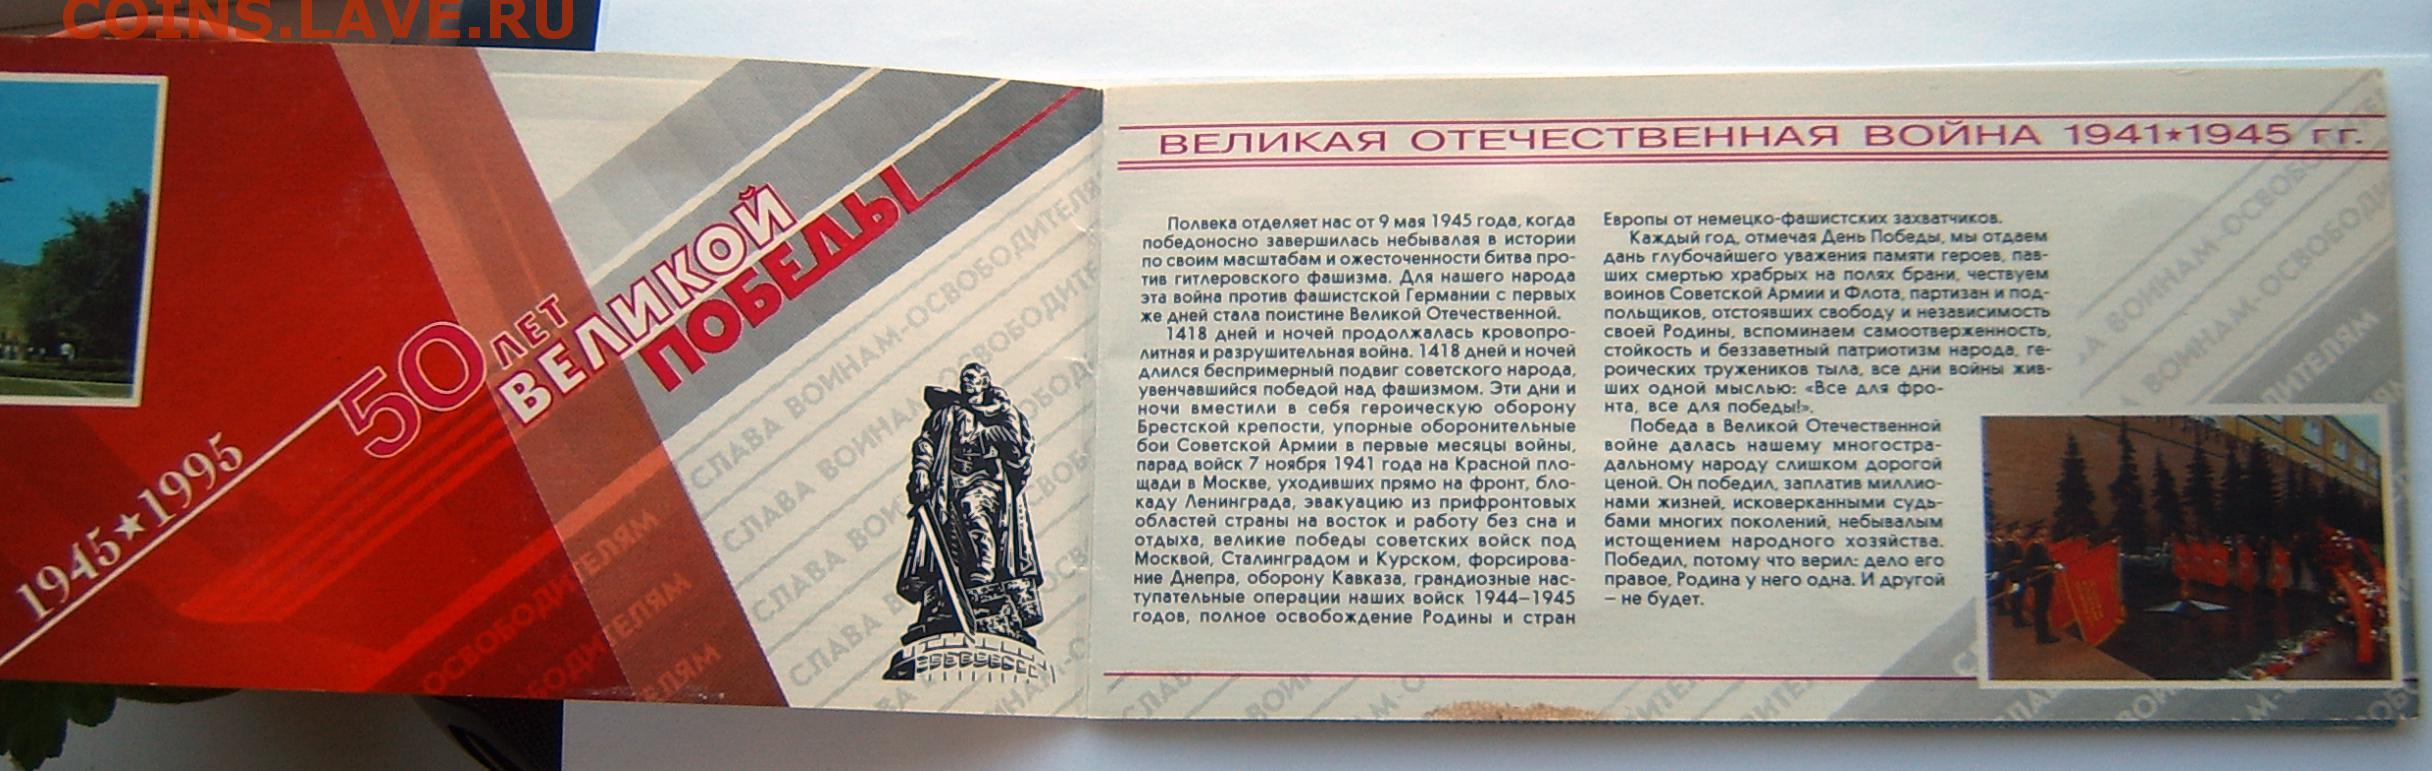 COINS.LAVE.RU
1945★1995
50 ЛЕТ
ВЕЛИКОЙ
ПОБЕДЫ
СЛАВА ВОИНАМ-ОСВОБОДИТЕЛЯМ
ВЕЛИКАЯ ОТЕЧЕСТВЕННАЯ ВОЙНА 1941★1945 гг.
Полвека отделяет нас от 9 мая 1945 года, когда
победоносно завершилась небывалая в истории
по своим масштабам и ожесточенности битва про-
тив гитлеровского фашизма. Для нашего народа
эта война против фашистской Германии с первых
же дней стала поистине Великой Отечественной.
1418 дней и ночей продолжалась кровопро-
литная и разрушительная война. 1418 дней и ночей
длился беспримерный подвиг советского народа,
увенчавшийся победой над фашизмом. Эти дни и
ночи вместили в себя героическую оборону
Брестской крепости, упорные оборонительные
бои Советской Армии в первые месяцы войны,
парад войск 7 ноября 1941 года на Красной пло-
щади в Москве, уходивших прямо на фронт, бло-
каду Ленинграда, эвакуацию из прифронтовых
областей страны на восток и работу без сна и
отдыха, великие победы советских войск под
Москвой, Сталинградом и Курском, форсирова-
ние Днепра, оборону Кавказа, грандиозные нас-
тупательные операции наших войск 1944–1945
годов, полное освобождение Родины и стран
Европы от немецко-фашистских захватчиков.
Каждый год, отмечая День Победы, мы отдаем
дань глубочайшего уважения памяти героев, пав-
ших смертью храбрых на полях брани, чествуем
воинов Советской Армии и Флота, партизан и под-
польщиков, отстоявших свободу и независимость
своей Родины, вспоминаем самоотверженность,
стойкость и беззаветный патриотизм народа, ге-
роических тружеников тыла, все дни войны жив-
ших одной мыслью: «Все для фро-
нта, все для победы!».
Победа в Великой Отечественной
войне далась нашему многостра-
дальному народу слишком дорогой
ценой. Он победил, заплатив миллио-
нами жизней, исковерканными судь-
бами многих поколений, небывалым
истощением народного хозяйства.
Победил, потому что верил: дело его
правое, Родина у него одна. И другой
– не будет.